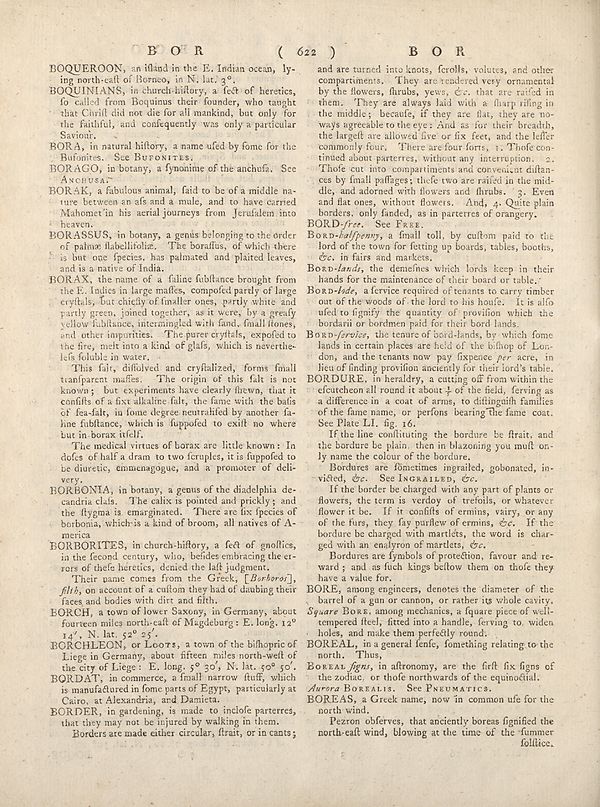 B O R ( 622 ) B O R
BOQUEROON, an iſland in the E. Indian ocean, ly-
ing north-eaſt of Borneo, in N. lat. 3°.
BOQUINIANS, in church-hiſtory, a ſect of heretics,
ſo called from Boquinus their founder, who taught
that Chriſt did not die for all mankind, but only for
the faithful, and conſequently was only a particular
Saviour.
BORA, in natural hiſtory, a name uſed by ſome for the
Bufonites. See BUFONITES.
BORAGO, in botany, a ſynonime of the anchuſa. See
ANCHUSA.
BORAK, a fabulous animal, ſaid to be of a middle na-
ture between an aſs and a mule, and to have carried
Mahomet in his aerial journeys from Jeruſalem into
heaven.
BORASSUS, in botany, a genus belonging to the order
of palmæ flabellifoliæ. The boraſſus, of which there
is but one ſpecies, has palmated and plaited leaves,
and is a native of India.
BORAX, the name of a ſaline ſubſtance brought from
the E. Indies in large maſſes, compoſed partly of large
cryſtals, but chiefly of ſmaller ones, partly white and
partly green, joined together, as it were, by a greaſy
yellow ſubſtance, intermingled with ſand, ſmall ſtones,
and other impurities. The purer cryſtals, expoſed to
the fire, melt into a kind of glaſs, which is neverthe-
leſs ſoluble in water.
This ſalt, diſſolved and cryſtalized, forms ſmall
tranſparent maſſes. The origin of this ſalt is not
known; but experiments have clearly ſhewn, that it
conſiſts of a fixt alkaline ſalt, the ſame with the baſis
of ſea-ſalt, in ſome degree neutraliſed by another ſa-
line ſubſtance, which is ſuppoſed to exiſt no where
but in borax itſelf.
The medical virtues of borax are little known: In
doſes of half a dram to two ſcruples, it is ſuppoſed to
be diuretic, emmenagogue, and a promoter of deli-
very.
BORBONIA, in botany, a genus of the diadelphia de-
candria claſs. The calix is pointed and prickly; and
the ſtygma is emarginated. There are ſix ſpecies of
borbonia, which is a kind of broom, all natives of A-
merica
BORBORITES, in church-hiſtory, a ſect of gnoſtics,
in the ſecond century, who, beſides embracing the er-
rors of theſe heretics, denied the laſt judgment.
Their name comes from the Greek, [Borboros],
filth, on account of a cuſtom they had of daubing their
faces and bodies with dirt and filth.
BORCH, a town of lower Saxony, in Germany, about
fourteen miles north-eaſt of Magdeburg: E. long. 12°
14′, N. lat. 52° 25′.
BORCHLEON, or LOOTS, a town of the biſhopric of
Liege in Germany, about fifteen miles north-weſt of
the city of Liege: E. long. 5° 30′, N. lat. 50° 50′.
BORDAT, in commerce, a ſmall narrow ſtuff, which
is manufactured in ſome parts of Egypt, particularly at
Cairo, at Alexandria, and Damieta.
BORDER, in gardening, is made to incloſe parterres,
that they may not be injured by walking in them.
Borders are made either circular, ſtrait, or in cants;
and are turned into knots, ſcrolls, volutes, and other
compartiments. They are rendered very ornamental
by the flowers, ſhrubs, yews, &c. that are raiſed in
them. They are always laid with a ſharp riſing in
the middle; becauſe, if they are flat, they are no-
ways agreeable to the eye: And as for their breadth,
the largeſt are allowed five or ſix feet, and the leſſer
commonly four. There are four ſorts, 1. Thoſe con-
tinued about parterres, without any interruption. 2.
Thoſe cut into compartiments and convenient diſtan-
ces by ſmall paſſages; theſe two are raiſed in the mid-
dle, and adorned with flowers and ſhrubs. 3. Even
and flat ones, without flowers. And, 4. Quite plain
borders, only ſanded, as in parterres of orangery.
BORD-free. See FREE.
BORD-halfpenny, a ſmall toll, by cuſtom paid to the
lord of the town for ſetting up boards, tables, booths,
&c. in fairs and markets.
BORD-lands, the demeſnes which lords keep in their
hands for the maintenance of their board or table.
BORD-lode, a ſervice required of tenants to carry timber
out of the woods of the lord to his houſe. It is alſo
uſed to ſignify the quantity of proviſion which the
bordarii or bordmen paid for their bord lands.
BORD-ſervice, the tenure of bord-lands, by which ſome
lands in certain places are held of the biſhop of Lon-
don, and the tenants now pay ſixpence per acre, in
lieu of finding proviſion anciently for their lord's table.
BORDURE, in heraldry, a cutting off from within the
eſcutcheon all round it about ⅕ of the field, ſerving as
a difference in a coat of arms, to diſtinguiſh families
of the ſame name, or perſons bearing the ſame coat.
See Plate LI. fig. 16.
If the line conſtituting the bordure be ſtrait, and
the bordure be plain, then in blazoning you muſt on-
ly name the colour of the bordure.
Bordures are ſometimes ingrailed, gobonated, in-
vected, &c. See INGRAILED, &c.
If the border be charged with any part of plants or
flowers, the term is verdoy of trefoils, or whatever
flower it be. If it conſiſts of ermins, vairy, or any
of the furs, they ſay purflew of ermins, &c. If the
bordure be charged with martlets, the word is char-
ged with an enalyron of martlets, &c.
Bordures are ſymbols of protection, favour and re-
ward; and as ſuch kings beſtow them on thoſe they
have a value for.
BORE, among engineers, denotes the diameter of the
barrel of a gun or cannon, or rather its whole cavity.
Square BORE, among mechanics, a ſquare piece of well-
tempered ſteel, fitted into a handle, ſerving to widen
holes, and make them perfectly round.
BOREAL, in a general ſenſe, ſomething relating to the
north. Thus,
BOREAL ſigns, in aſtronomy, are the firſt ſix ſigns of
the zodiac, or thoſe northwards of the equinoctial.
Aurora BOREALIS. See PNEUMATICS.
BOREAS, a Greek name, now in common uſe for the
north wind.
Pezron obſerves, that anciently boreas ſignified the
north-eaſt wind, blowing at the time of the ſummer
ſolſtice.